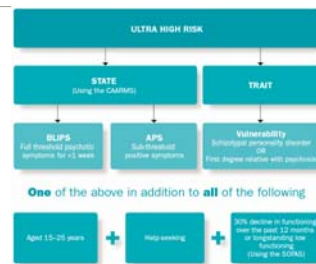 ULTRA HIGH RISK
STATE
(Using the CAARMS)
TRAIT
BLIPS
Full threshold psychotic
symptoms for <1 week
APS
Sub-threshold
positive symptoms
Vulnerability
Schizotypal personality disorder
OR
First degree relative with psychosis
One of the above in addition to all of the following
Aged 15–25 years
+
Help-seeking
+
30% decline in functioning
over the past 12 months
or longstanding low
functioning
(Using the SOFAS)